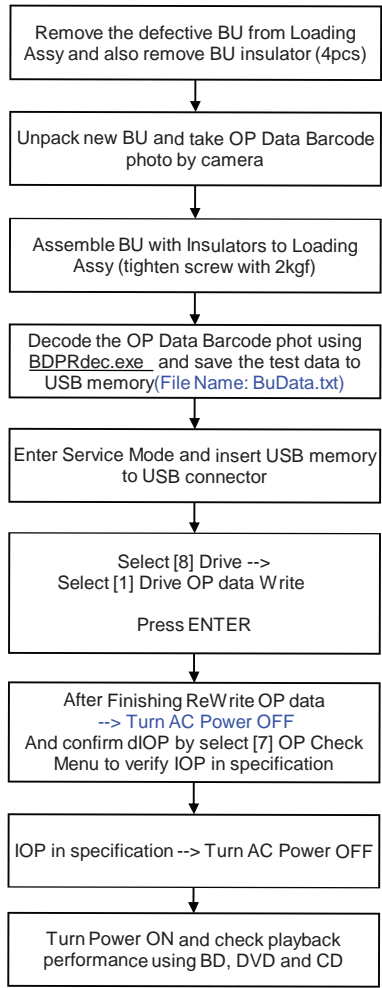 Remove the defective BU from Loading
Assy and also remove BU insulator (4pcs)
Unpack new BU and take OP Data Barcode
photo by camera
Assemble BU with Insulators to Loading
Assy (tighten screw with 2kgf)
Decode the OP Data Barcode phot using
BDPRdec.exe  and save the test data to
USB memory(File Name: BuData.txt)
Enter Service Mode and insert USB memory
to USB connector
Select [8] Drive -->
Select [1] Drive OP data Write
Press ENTER
After Finishing ReWrite OP data
--> Turn AC Power OFF
And confirm dIOP by select [7] OP Check
Menu to verify IOP in specification
IOP in specification --> Turn AC Power OFF
Turn Power ON and check playback
performance using BD, DVD and CD